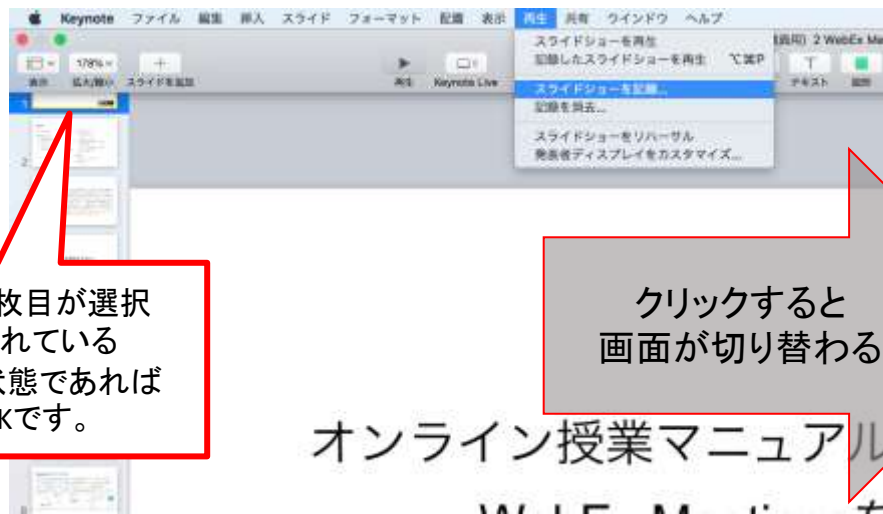 Keynote ファイル 編集 挿入 スライド フォーマット 配置 表示 再生 共有 ウインドウ ヘルプ
スライドショーを再生
記録したスライドショーを再生 ⌥⌘P
スライドショーを記録...
記録を消去...
スライドショーをリハーサル
発表者ディスプレイをカスタマイズ...
2 WebEx Me
178%
表示 拡大/縮小 スライドを追加 再生 Keynote Live テキスト 図形
1
2
枚目が選択
れている
態であれば
Kです。
クリックすると
画面が切り替わる
オンライン授業マニュアル